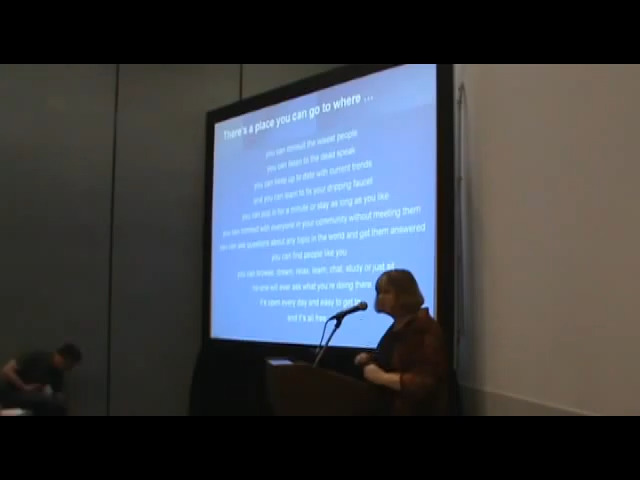 There's a place you can go to where ...
you can consult the wisest people
you can listen to the dead speak
you can keep up to date with current trends
and you can learn to fix your dripping faucet
you can pop in for a minute or stay as long as you like
you can connect with everyone in your community without meeting them
you can ask questions about any topic in the world and get them answered
you can find people like you
you can browse, dream, relax, learn, chat, study or just sit
no-one will ever ask what you're doing there
it's open every day and easy to get to
and it's all free